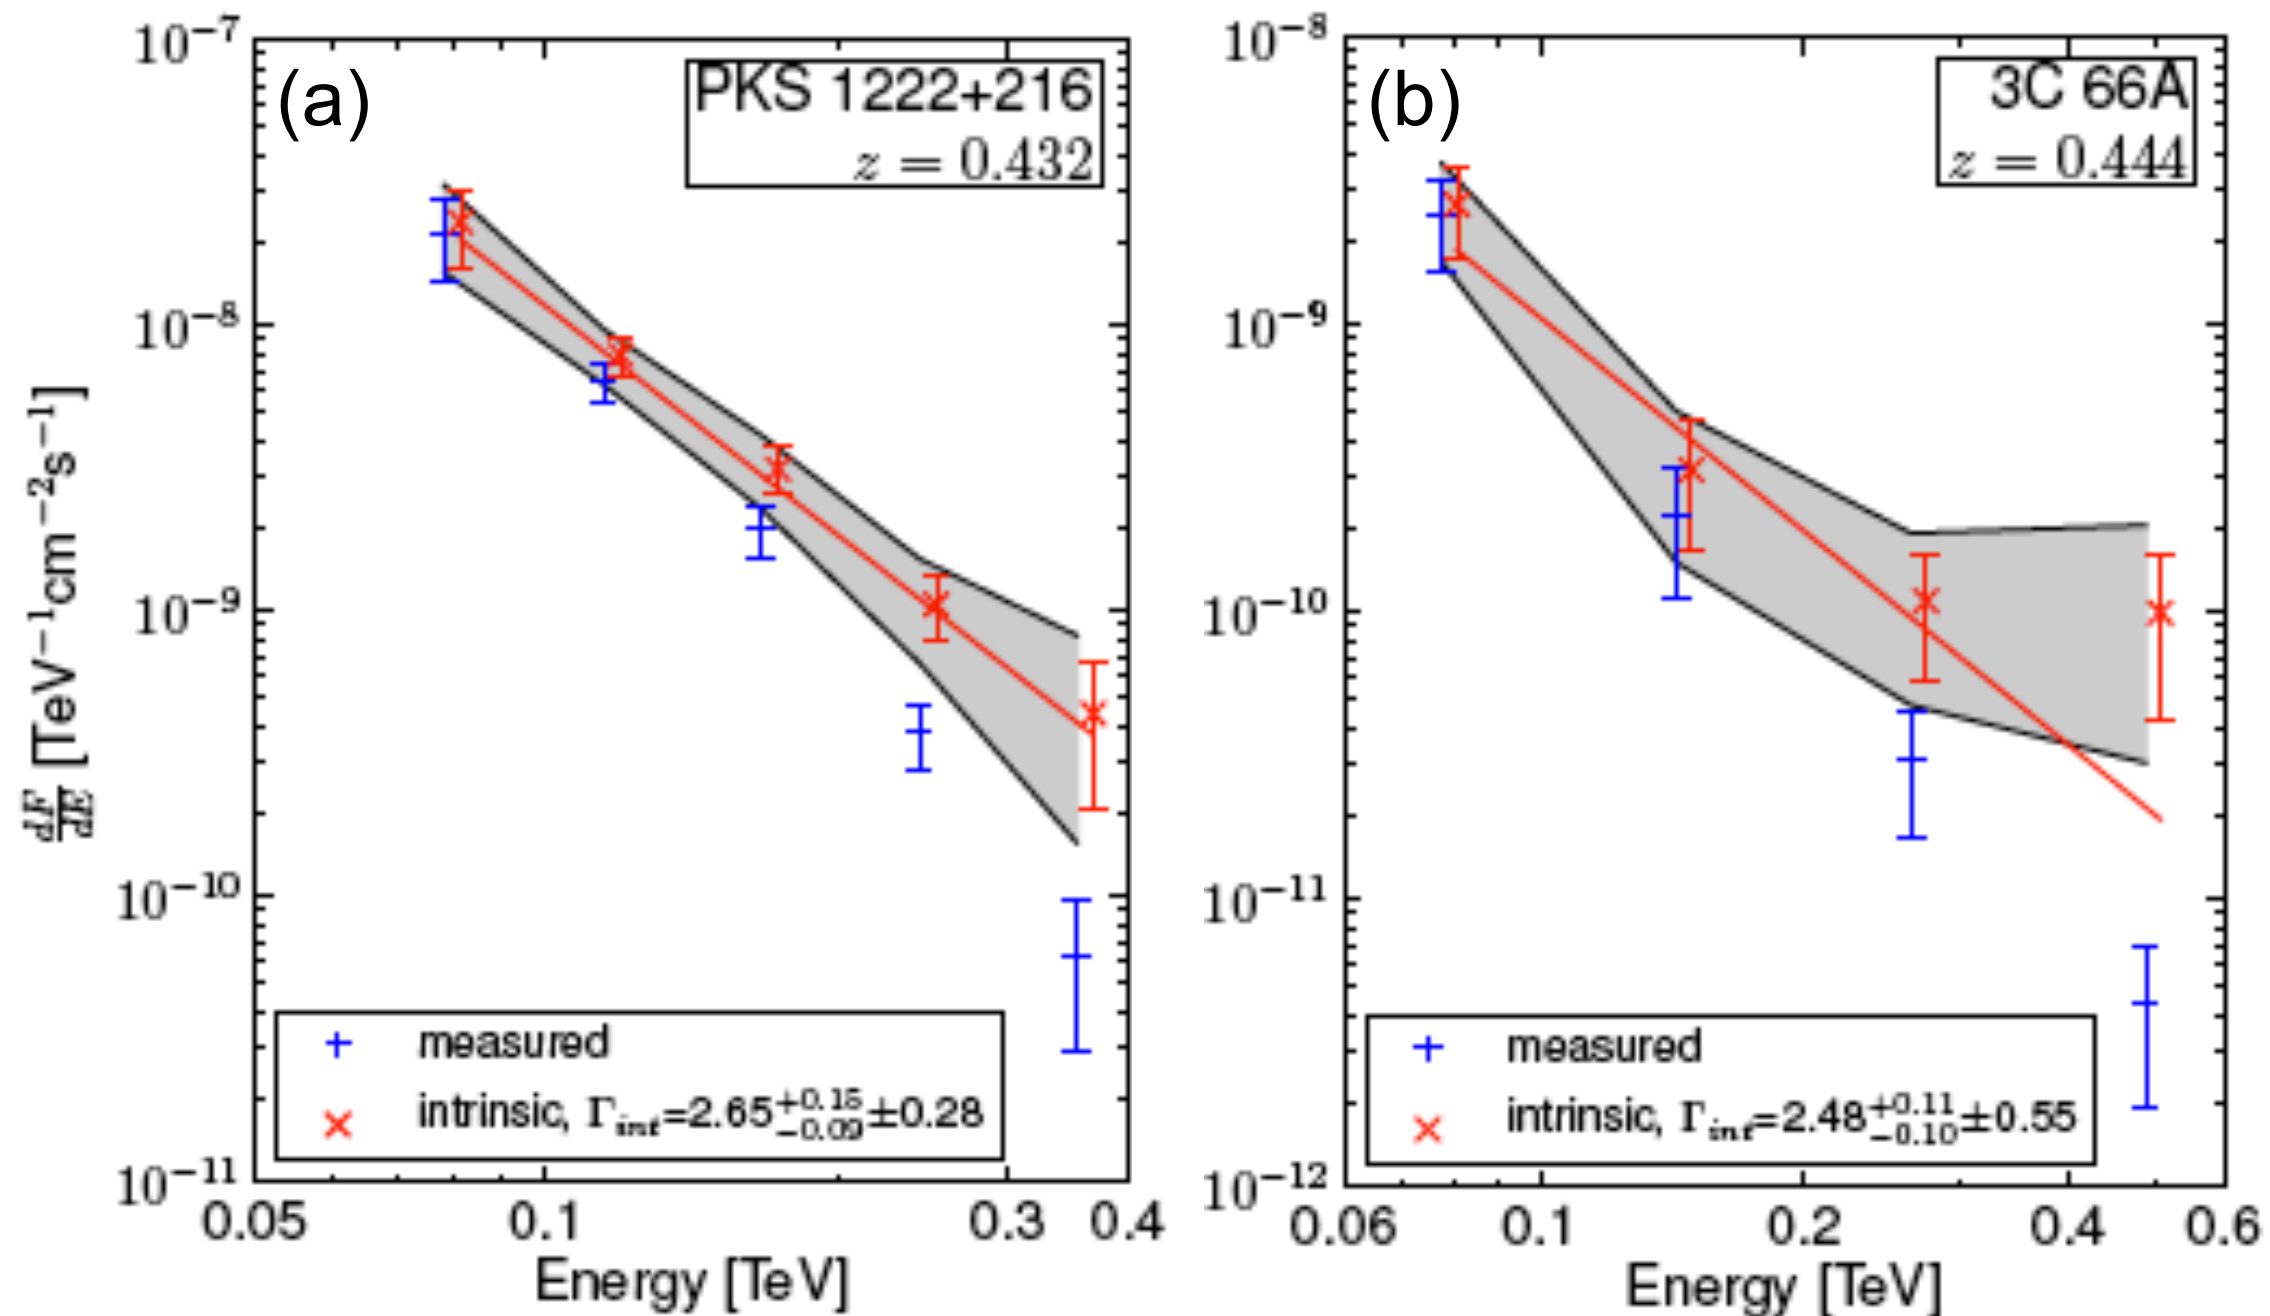 (a)
PKS 1222+216
z = 0.432
10⁻⁷
10⁻⁸
10⁻⁹
10⁻¹⁰
10⁻¹¹
dF/dE [TeV⁻¹cm⁻²s⁻¹]
measured
intrinsic, Γ_int=2.65^{+0.18}_{-0.09}±0.28
0.05 0.1 0.3 0.4
Energy [TeV]
(b)
3C 66A
z = 0.444
10⁻⁸
10⁻⁹
10⁻¹⁰
10⁻¹¹
10⁻¹²
measured
intrinsic, Γ_int=2.48^{+0.11}_{-0.10}±0.55
0.06 0.1 0.2 0.4 0.6
Energy [TeV]